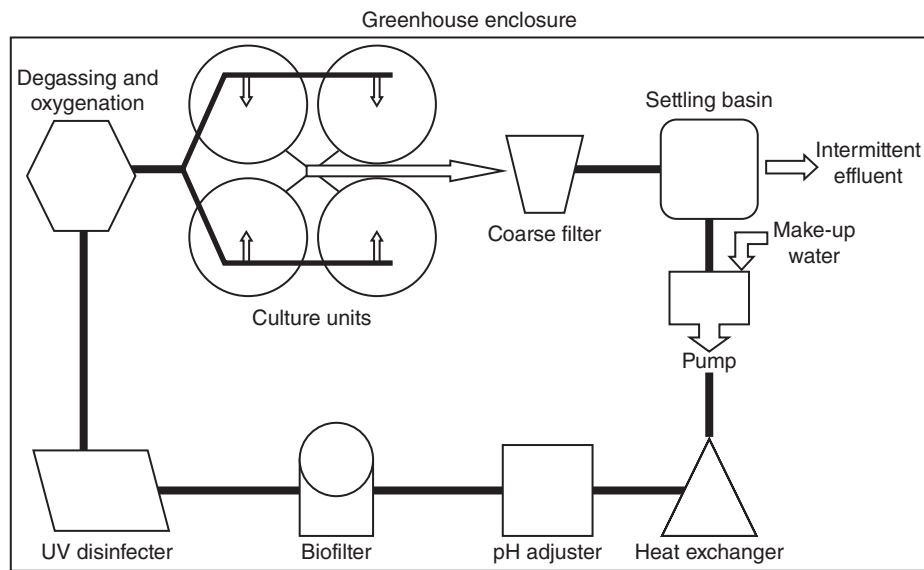 Greenhouse enclosure
Degassing and
oxygenation
Settling basin
Intermittent
effluent
Coarse filter
Make-up
water
Culture units
Pump
UV disinfecter
Biofilter
pH adjuster
Heat exchanger